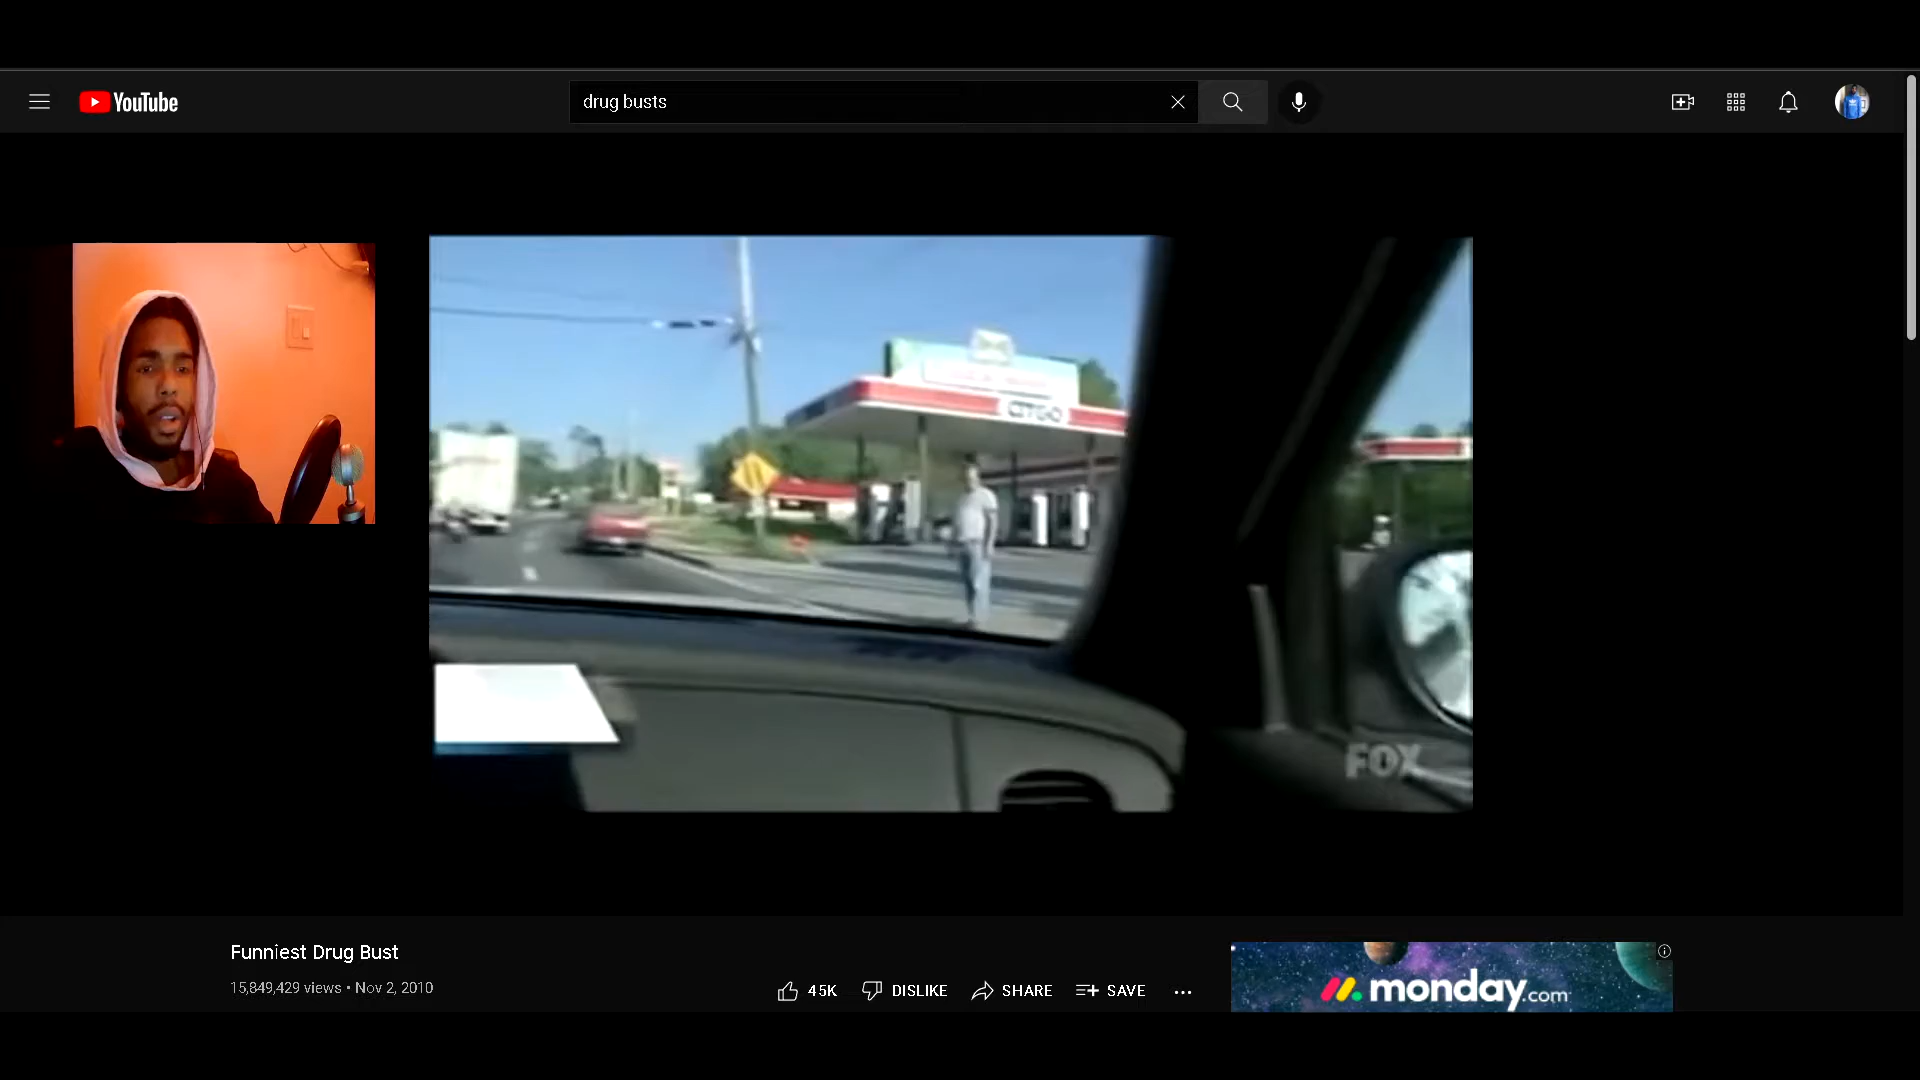 YouTube
drug busts
CITGO
FOX
Funniest Drug Bust
15,849,429 views • Nov 2, 2010
45K
DISLIKE
SHARE
SAVE
monday.com